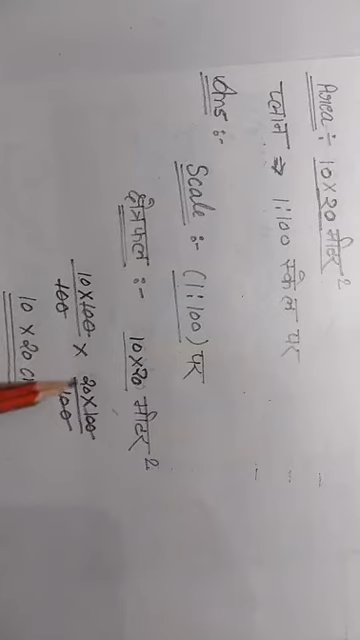 Area :- 10 x 20 मीटर²
प्लान ⇒ 1:100 स्केल पर
Ans :-
Scale :- (1:100) पर
क्षेत्रफल :- 10 x 20 मीटर²
10 x 100 / 100 x 20 x 100 / 100
10 x 20 c